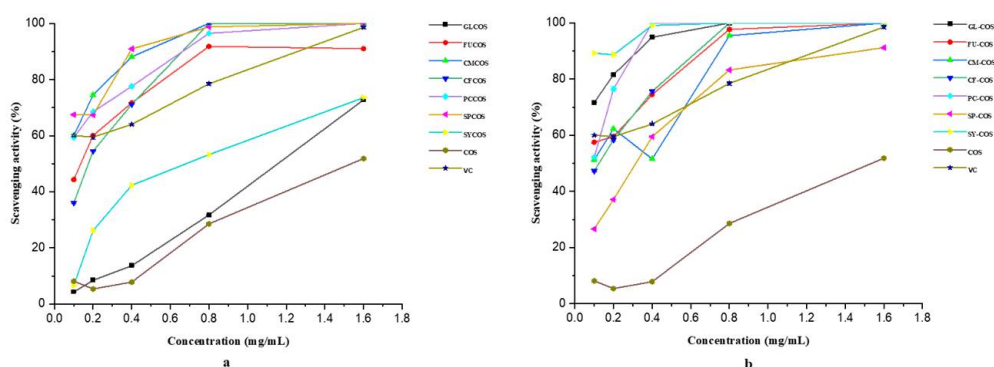 100
80
60
40
20
0
Scavenging activity (%)
0.0 0.2 0.4 0.6 0.8 1.0 1.2 1.4 1.6 1.8
Concentration (mg/mL)
a
GLCOS
FUCOS
CMCOS
CFCOS
PCCOS
SPCOS
SYCOS
COS
VC
100
80
60
40
20
0
Scavenging activity (%)
0.0 0.2 0.4 0.6 0.8 1.0 1.2 1.4 1.6 1.8
Concentration (mg/mL)
b
GL-COS
FU-COS
CM-COS
CF-COS
PC-COS
SP-COS
SY-COS
COS
VC